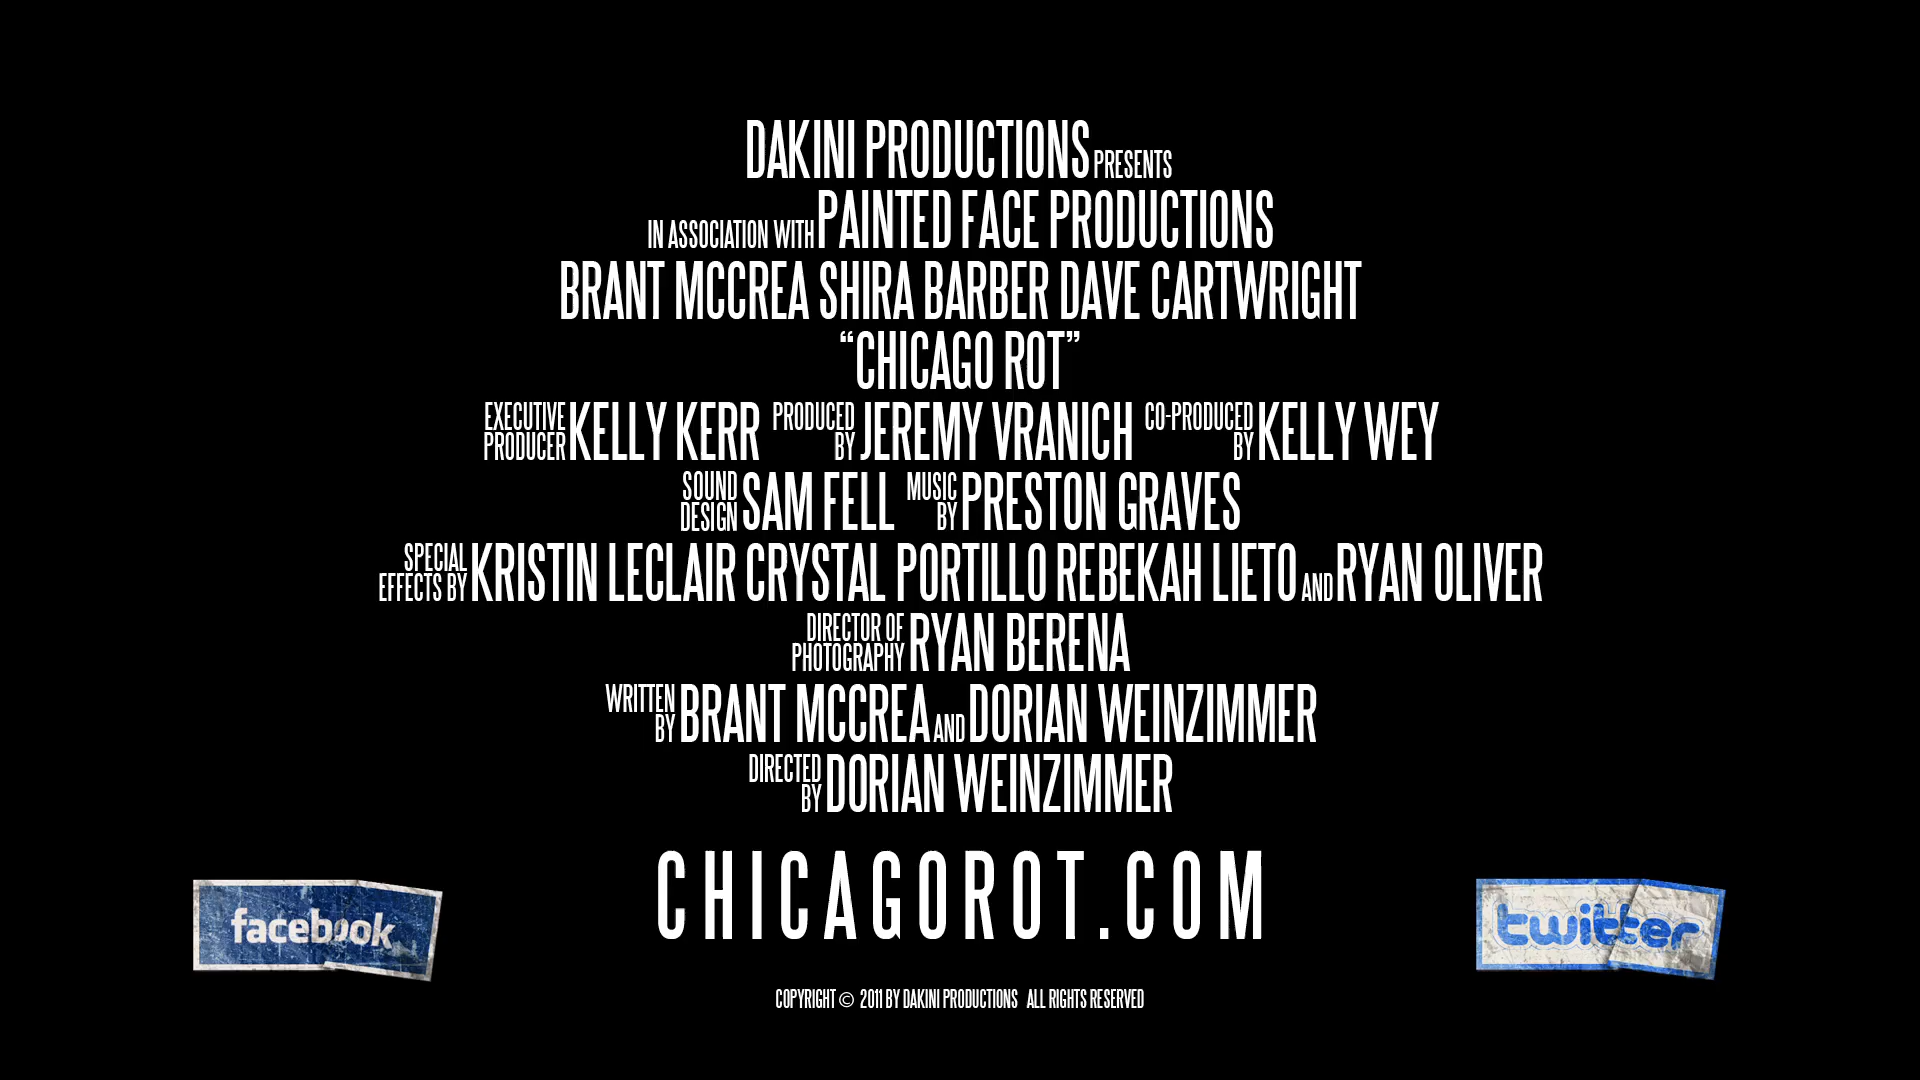 DAKINI PRODUCTIONS PRESENTS
IN ASSOCIATION WITH PAINTED FACE PRODUCTIONS
BRANT MCCREA SHIRA BARBER DAVE CARTWRIGHT
“CHICAGO ROT”
EXECUTIVE PRODUCER KELLY KERR PRODUCED BY JEREMY VRANICH CO-PRODUCED BY KELLY WEY
SOUND DESIGN SAM FELL MUSIC BY PRESTON GRAVES
SPECIAL EFFECTS BY KRISTIN LECLAIR CRYSTAL PORTILLO REBEKAH LIETO AND RYAN OLIVER
DIRECTOR OF PHOTOGRAPHY RYAN BERENA
WRITTEN BY BRANT MCCREA AND DORIAN WEINZIMMER
DIRECTED BY DORIAN WEINZIMMER
CHICAGOROT.COM
facebook
twitter
COPYRIGHT © 2011 BY DAKINI PRODUCTIONS ALL RIGHTS RESERVED